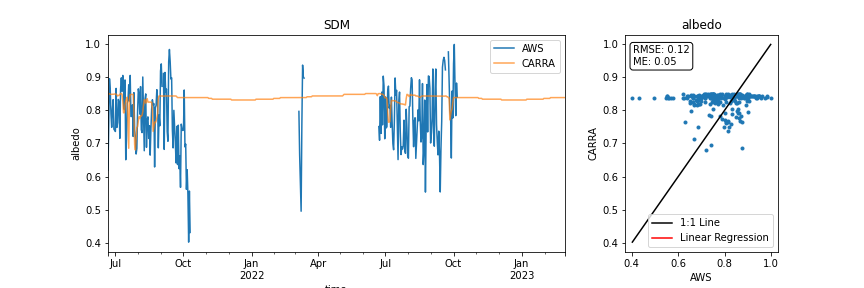 SDM
albedo
1.0
0.9
0.8
0.7
0.6
0.5
0.4
AWS
CARRA
Jul
Oct
Jan
2022
Apr
Jul
Oct
Jan
2023
albedo
albedo
CARRA
1.0
0.9
0.8
0.7
0.6
0.5
0.4
RMSE: 0.12
ME: 0.05
1:1 Line
Linear Regression
0.4
0.6
0.8
1.0
AWS